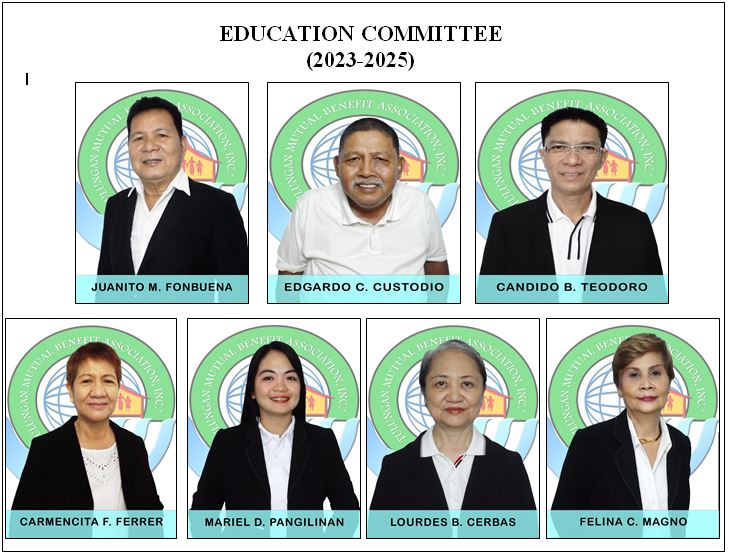 EDUCATION COMMITTEE
(2023-2025)
TULUNGAN MUTUAL BENEFIT ASSOCIATION, INC.
TULUNGAN MUTUAL BENEFIT ASSOCIATION, INC.
TULUNGAN MUTUAL BENEFIT ASSOCIATION, INC.
JUANITO M. FONBUENA
EDGARDO C. CUSTODIO
CANDIDO B. TEODORO
TULUNGAN MUTUAL BENEFIT ASSOCIATION, INC.
TULUNGAN MUTUAL BENEFIT ASSOCIATION, INC.
TULUNGAN MUTUAL BENEFIT ASSOCIATION, INC.
TULUNGAN MUTUAL BENEFIT ASSOCIATION, INC.
CARMENCITA F. FERRER
MARIEL D. PANGILINAN
LOURDES B. CERBAS
FELINA C. MAGNO